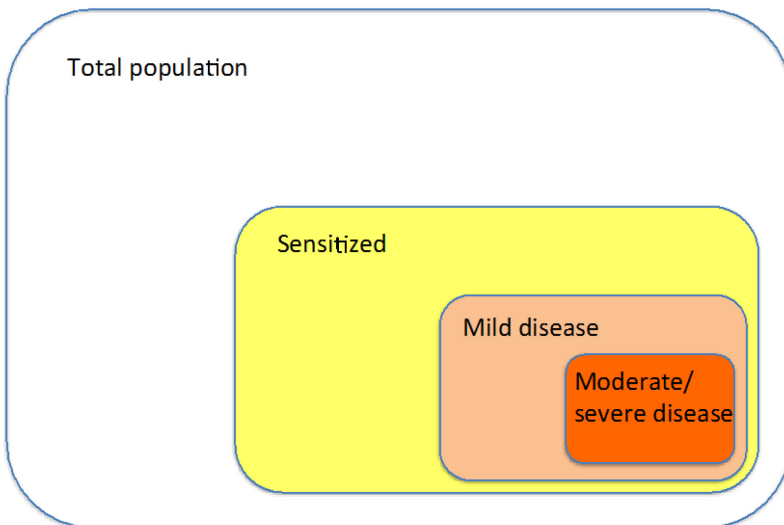 Total population
Sensitized
Mild disease
Moderate/
severe disease